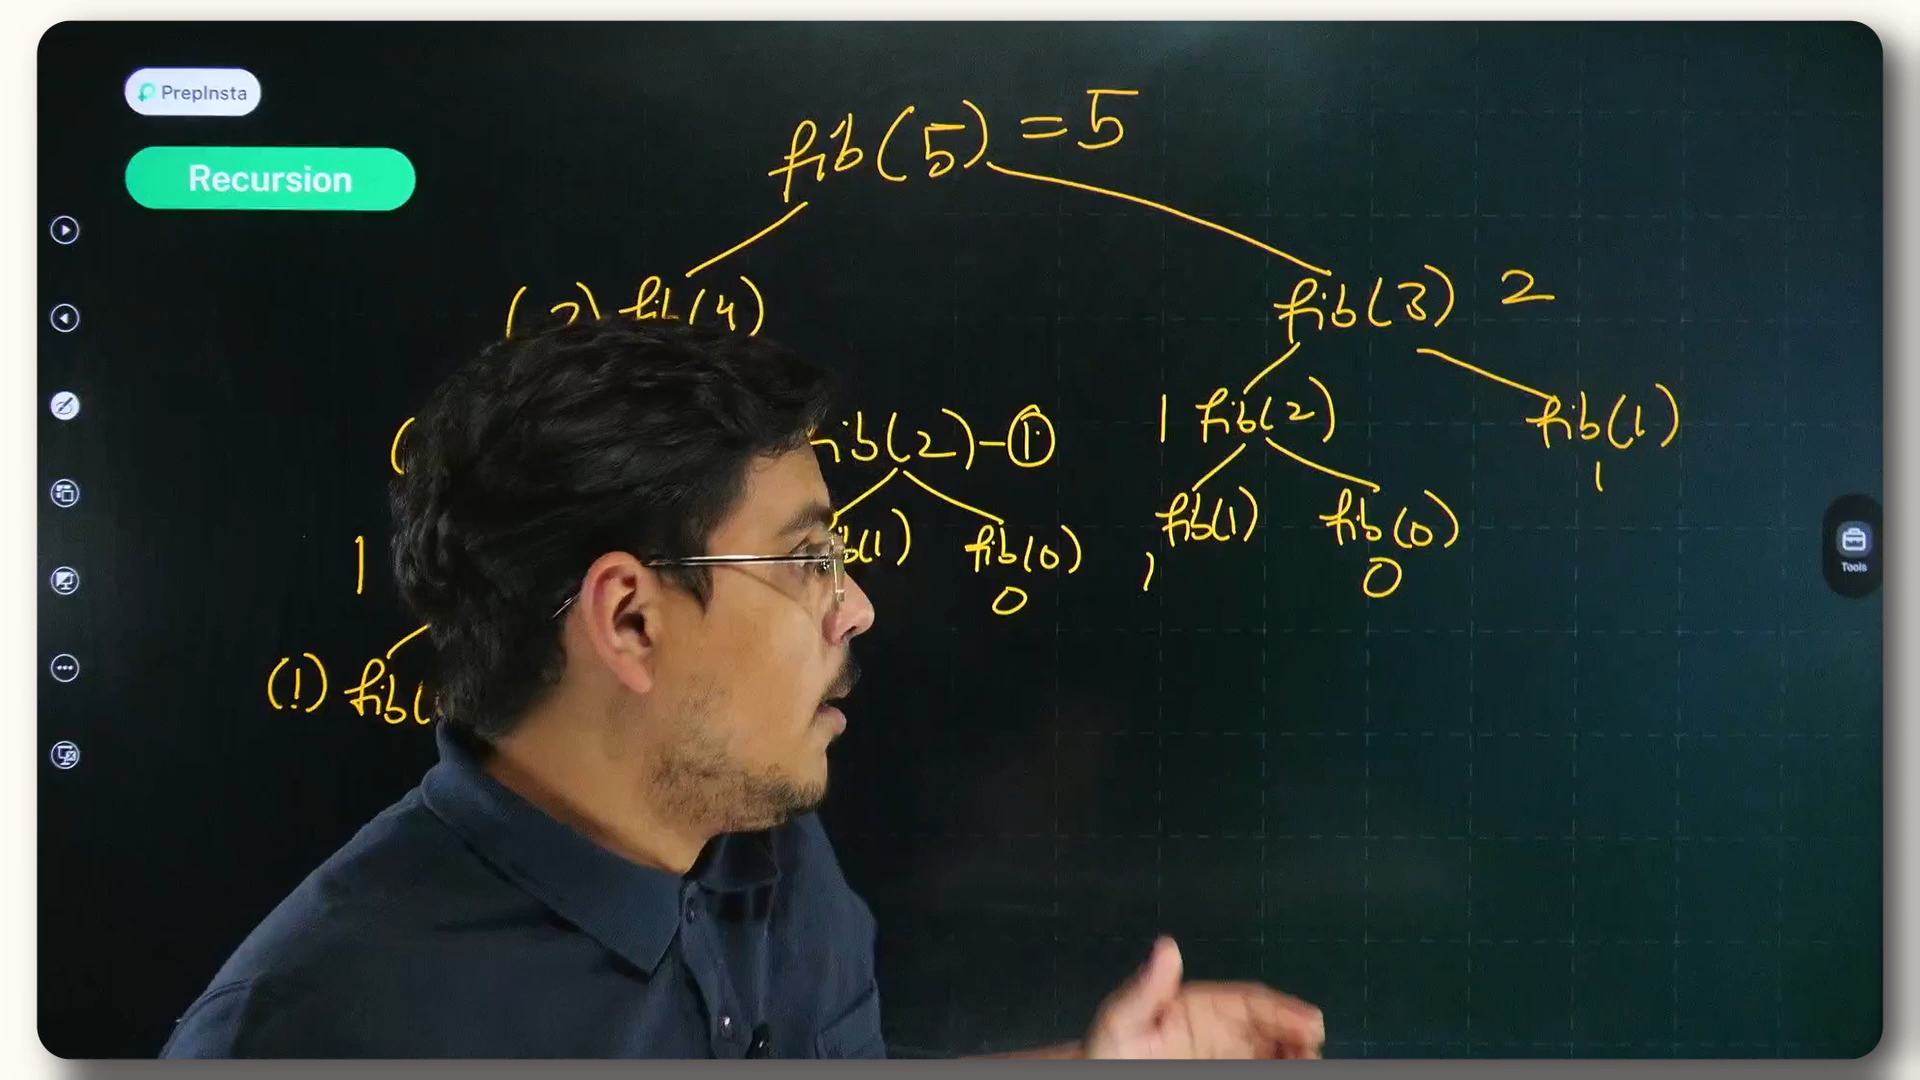 PrepInsta
Recursion
fib(5) = 5
fib(4)
fib(3) 2
fib(2)-①
1 fib(2)
fib(1)
1
1
fib(0)
fib(1)
fib(0)
0
1
0
(1)
Tools